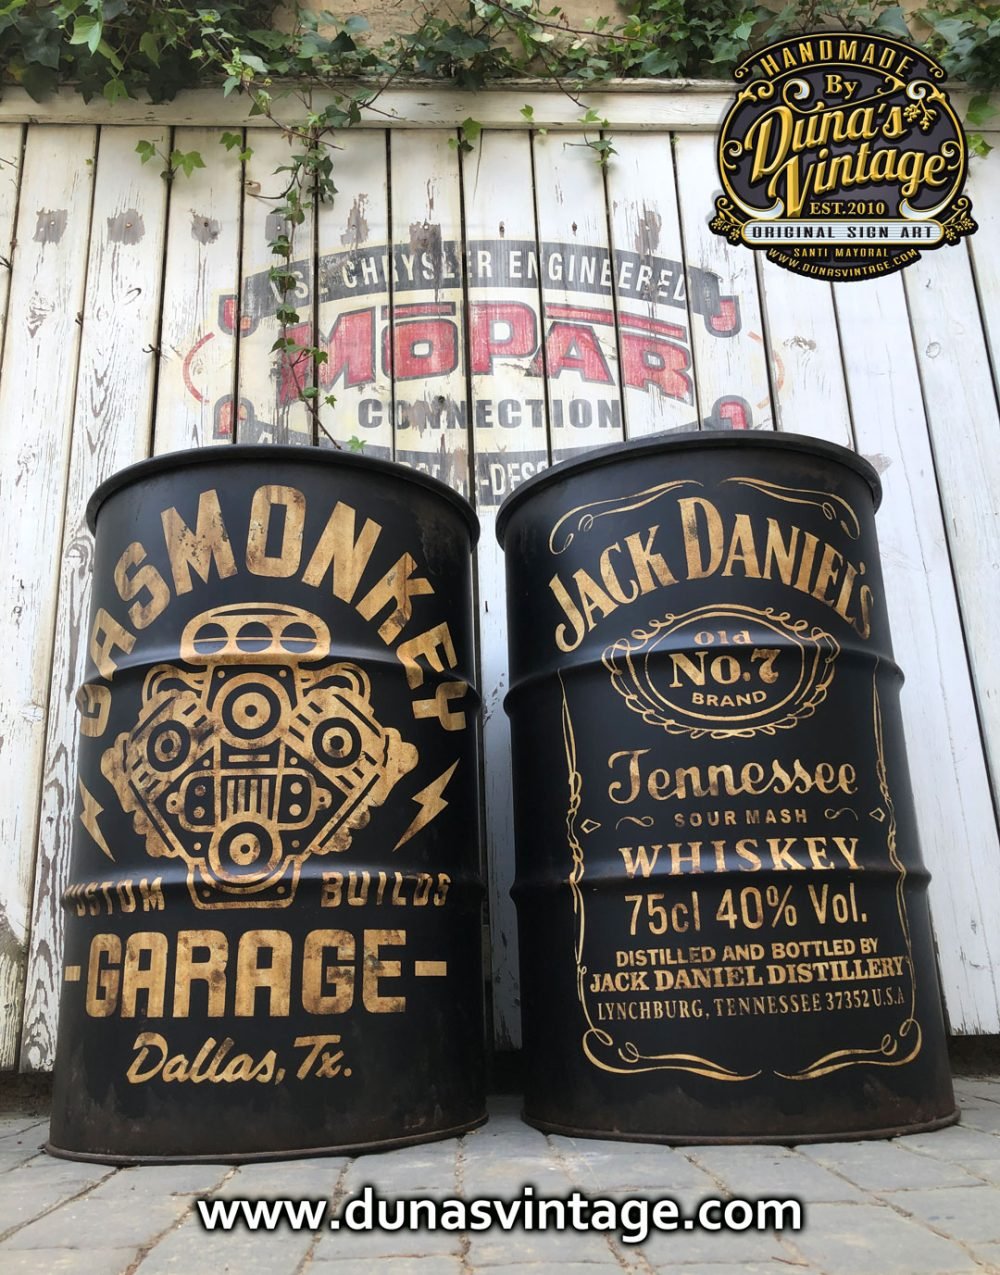 HANDMADE
By
Duna's
Vintage
EST. 2010
ORIGINAL SIGN ART
SANTI MAYORAL
WWW.DUNASVINTAGE.COM
USE CHRYSLER ENGINEERED
MOPAR
CONNECTION
GASMONKEY
CUSTOM BUILDS
GARAGE
Dallas, Tx.
JACK DANIEL'S
Old
No.7
BRAND
Tennessee
SOUR MASH
WHISKEY
75cl 40% Vol.
DISTILLED AND BOTTLED BY
JACK DANIEL DISTILLERY
LYNCHBURG, TENNESSEE 37352 U.S.A
www.dunasvintage.com